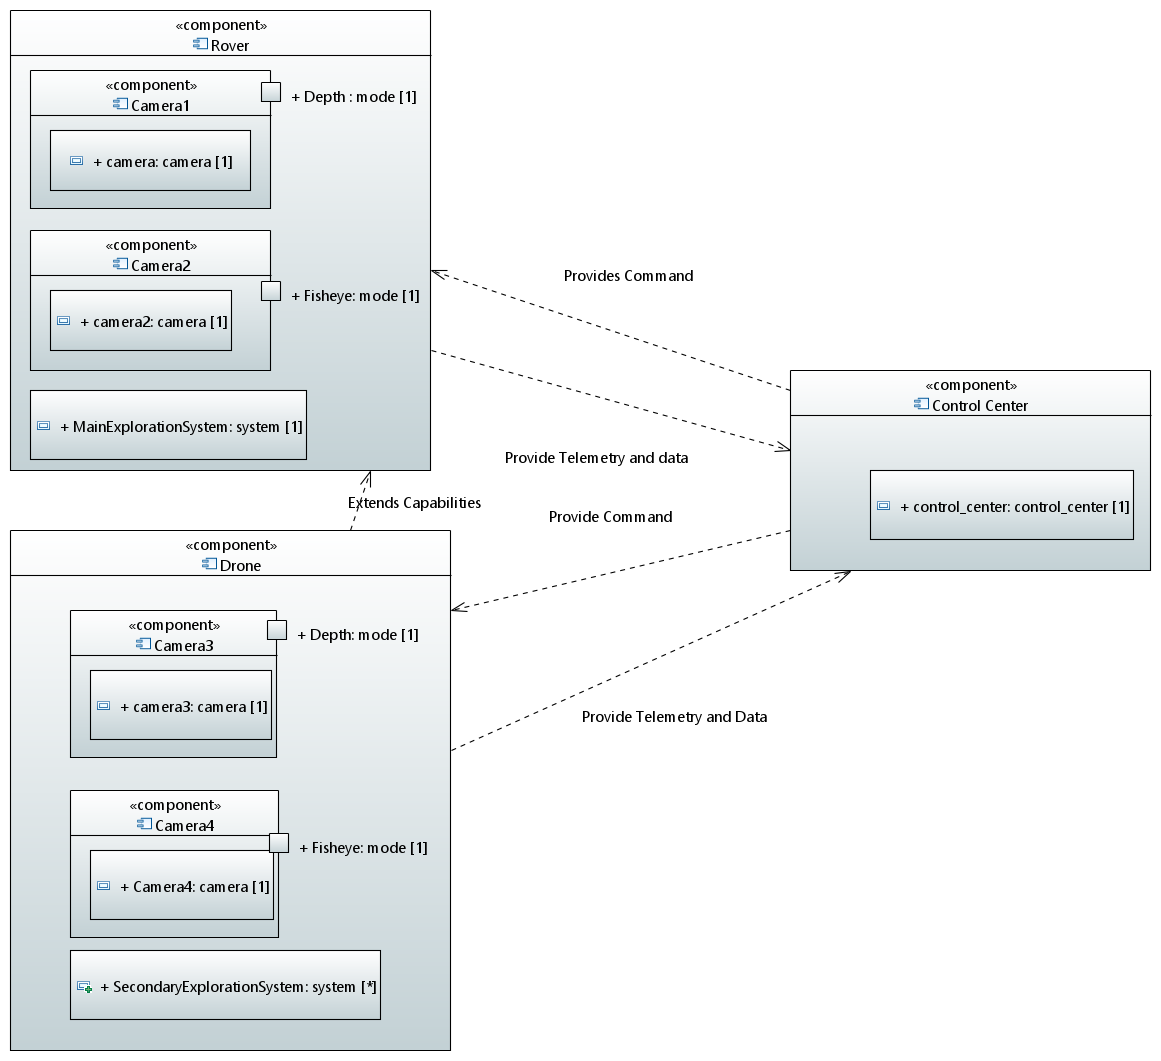 «component»
Rover
«component»
Camera1
+ Depth : mode [1]
+ camera: camera [1]
«component»
Camera2
+ Fisheye: mode [1]
+ camera2: camera [1]
+ MainExplorationSystem: system [1]
Provides Command
«component»
Control Center
+ control_center: control_center [1]
Provide Telemetry and data
Extends Capabilities
Provide Command
«component»
Drone
«component»
Camera3
+ Depth: mode [1]
+ camera3: camera [1]
Provide Telemetry and Data
«component»
Camera4
+ Fisheye: mode [1]
+ Camera4: camera [1]
+ SecondaryExplorationSystem: system [*]